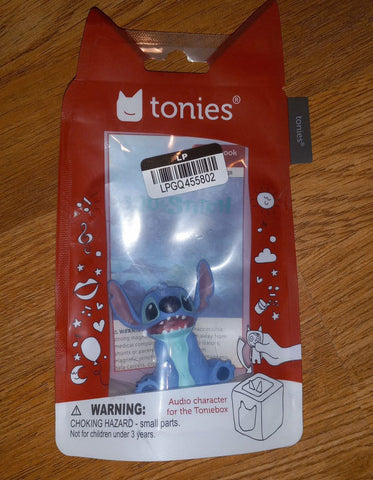 tonies®
tonies®
LP
LPGQ455802
ook
WARNING:
CHOKING HAZARD - small parts.
Not for children under 3 years.
Audio character
for the Toniebox